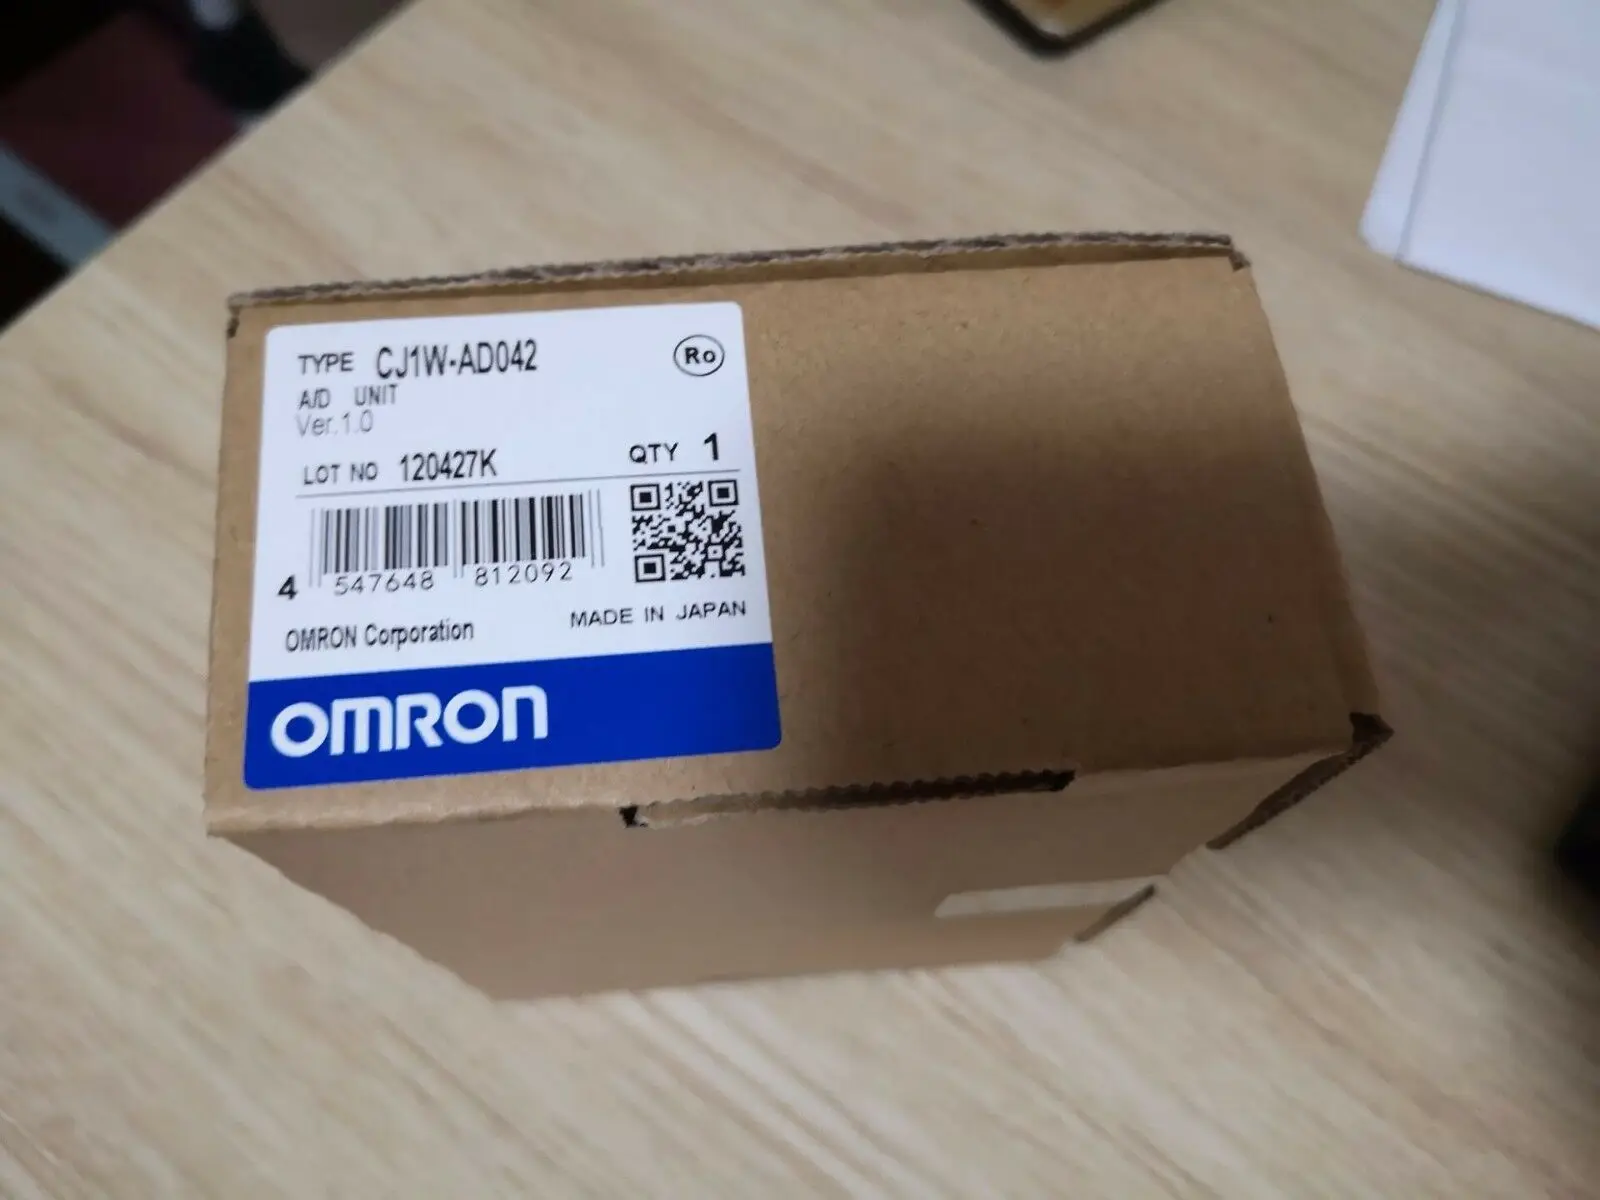 TYPE CJ1W-AD042 Ro
A/D UNIT
Ver.1.0
LOT NO 120427K QTY 1
4 547648 812092
OMRON Corporation MADE IN JAPAN
OMRON